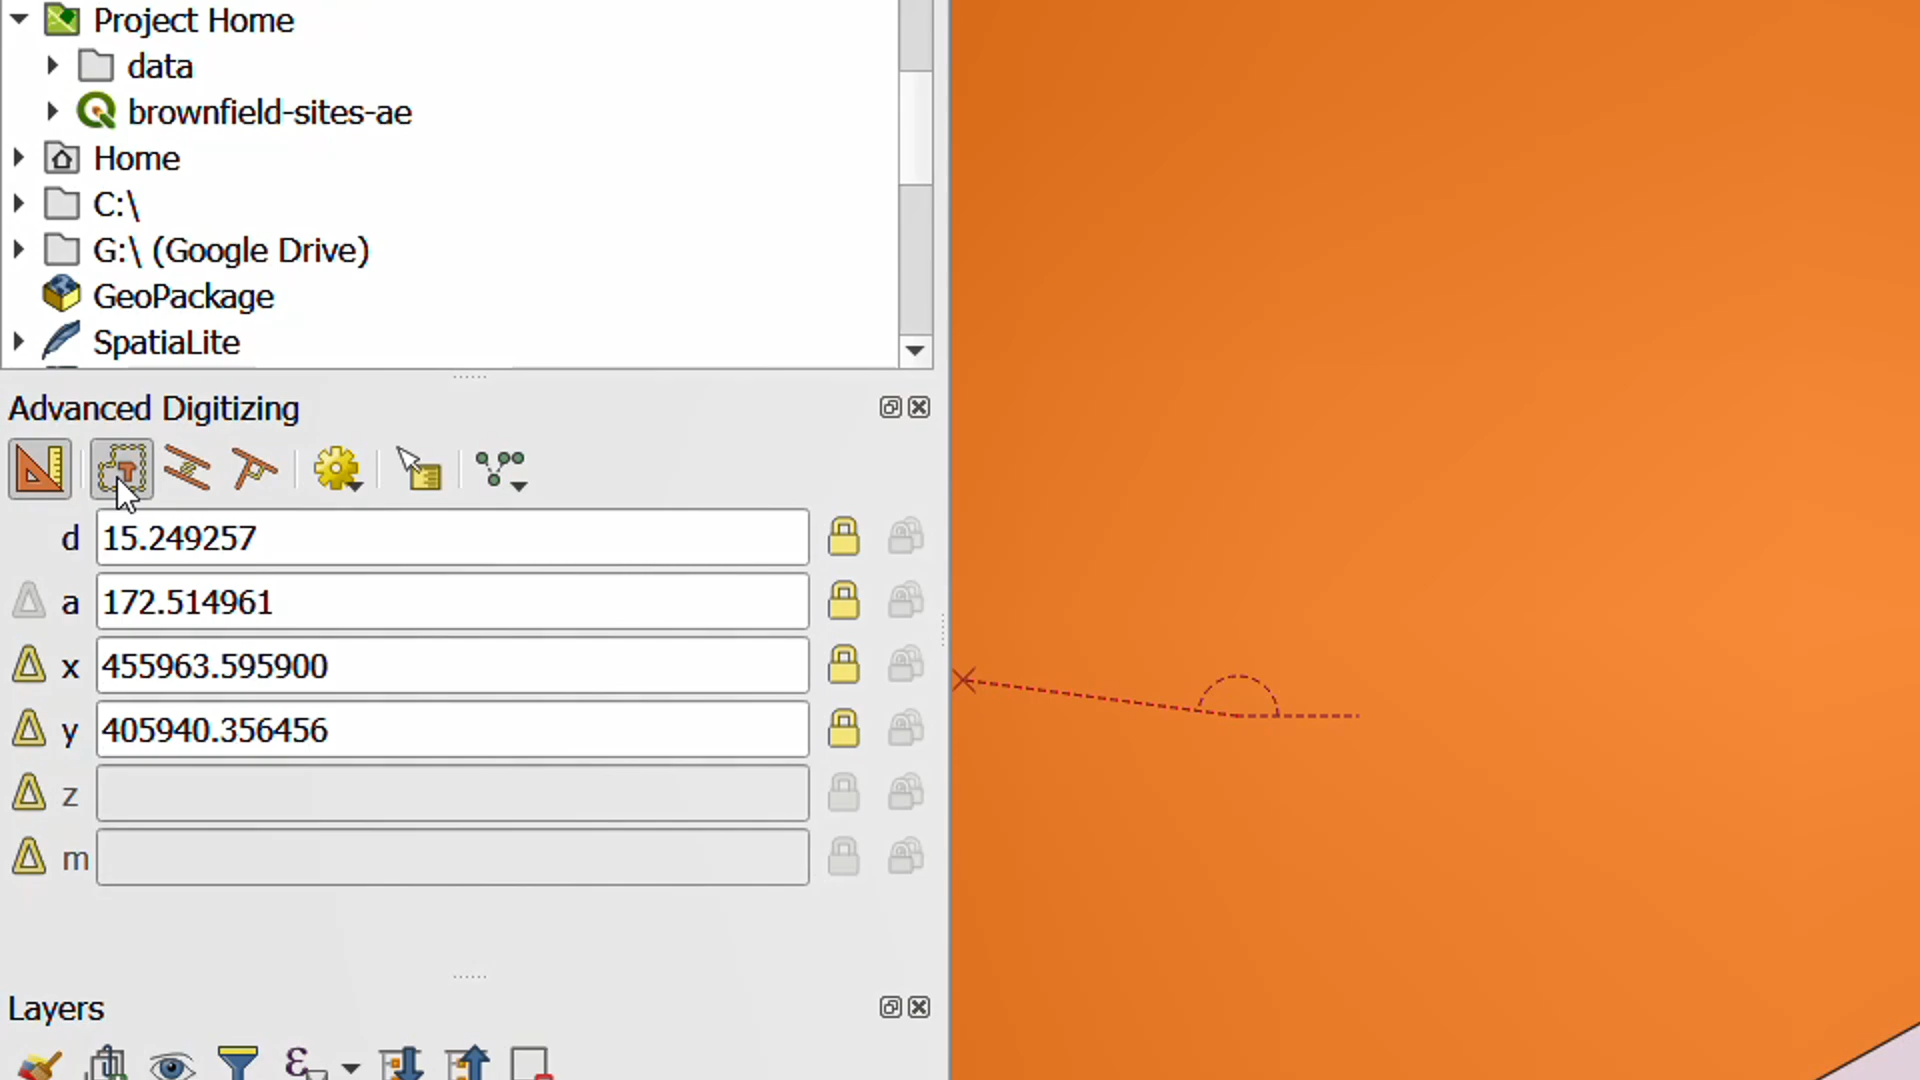 Project Home
data
brownfield-sites-ae
Home
C:\
G:\ (Google Drive)
GeoPackage
SpatiaLite
Advanced Digitizing
d 15.249257
a 172.514961
x 455963.595900
y 405940.356456
z
m
Layers